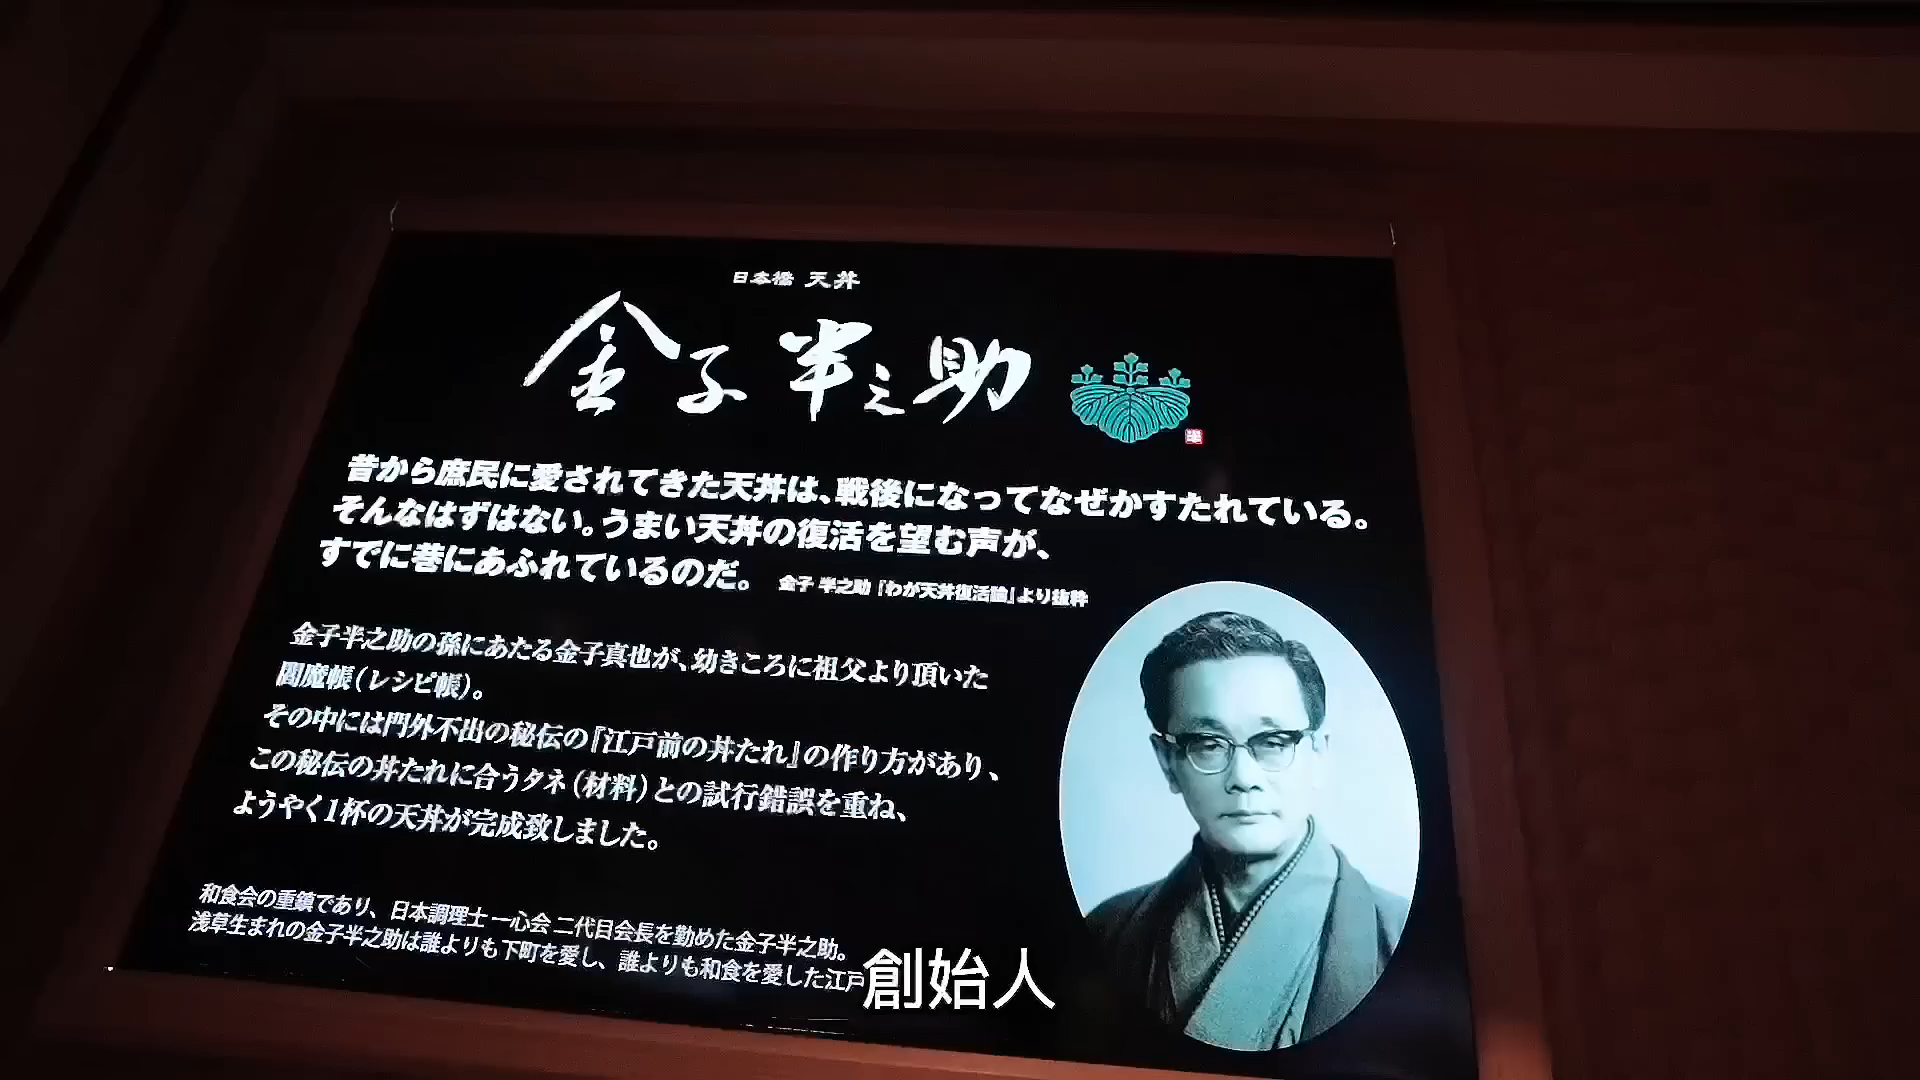 日本橋 天丼
金子半之助
半
昔から庶民に愛されてきた天丼は、戦後になってなぜかすたれている。
そんなはずはない。うまい天丼の復活を望む声が、
すでに巷にあふれているのだ。 金子 半之助『わが天丼復活論』より抜粋
金子半之助の孫にあたる金子真也が、幼きころに祖父より頂いた
閻魔帳(レシピ帳)。
その中には門外不出の秘伝の『江戸前の丼たれ』の作り方があり、
この秘伝の丼たれに合うタネ(材料)との試行錯誤を重ね、
ようやく1杯の天丼が完成致しました。
和食会の重鎮であり、日本調理士 一心会 二代目会長を勤めた金子半之助。
浅草生まれの金子半之助は誰よりも下町を愛し、誰よりも和食を愛した江戸
創始人